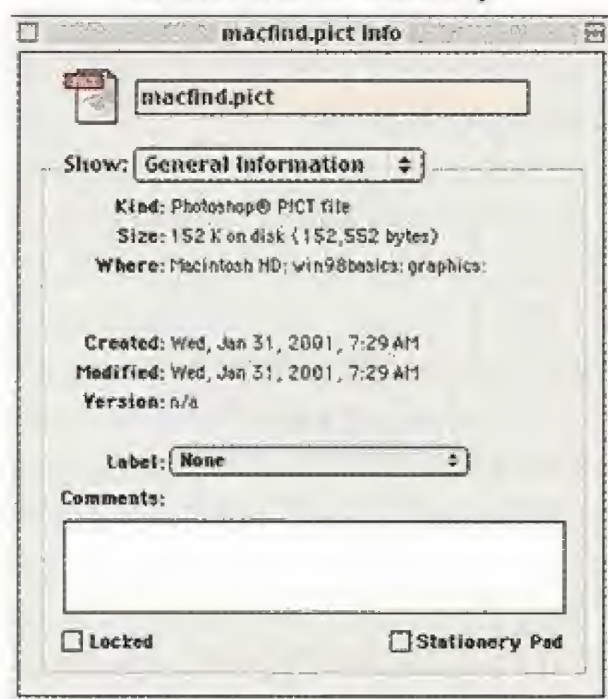 macfind.pict Info
macfind.pict
Show: General Information
Kind: Photoshop® PICT file
Size: 152 K on disk (152,552 bytes)
Where: Macintosh HD: win98basics: graphics:
Created: Wed, Jan 31, 2001, 7:29 AM
Modified: Wed, Jan 31, 2001, 7:29 AM
Version: n/a
Label: None
Comments:
Locked
Stationery Pad